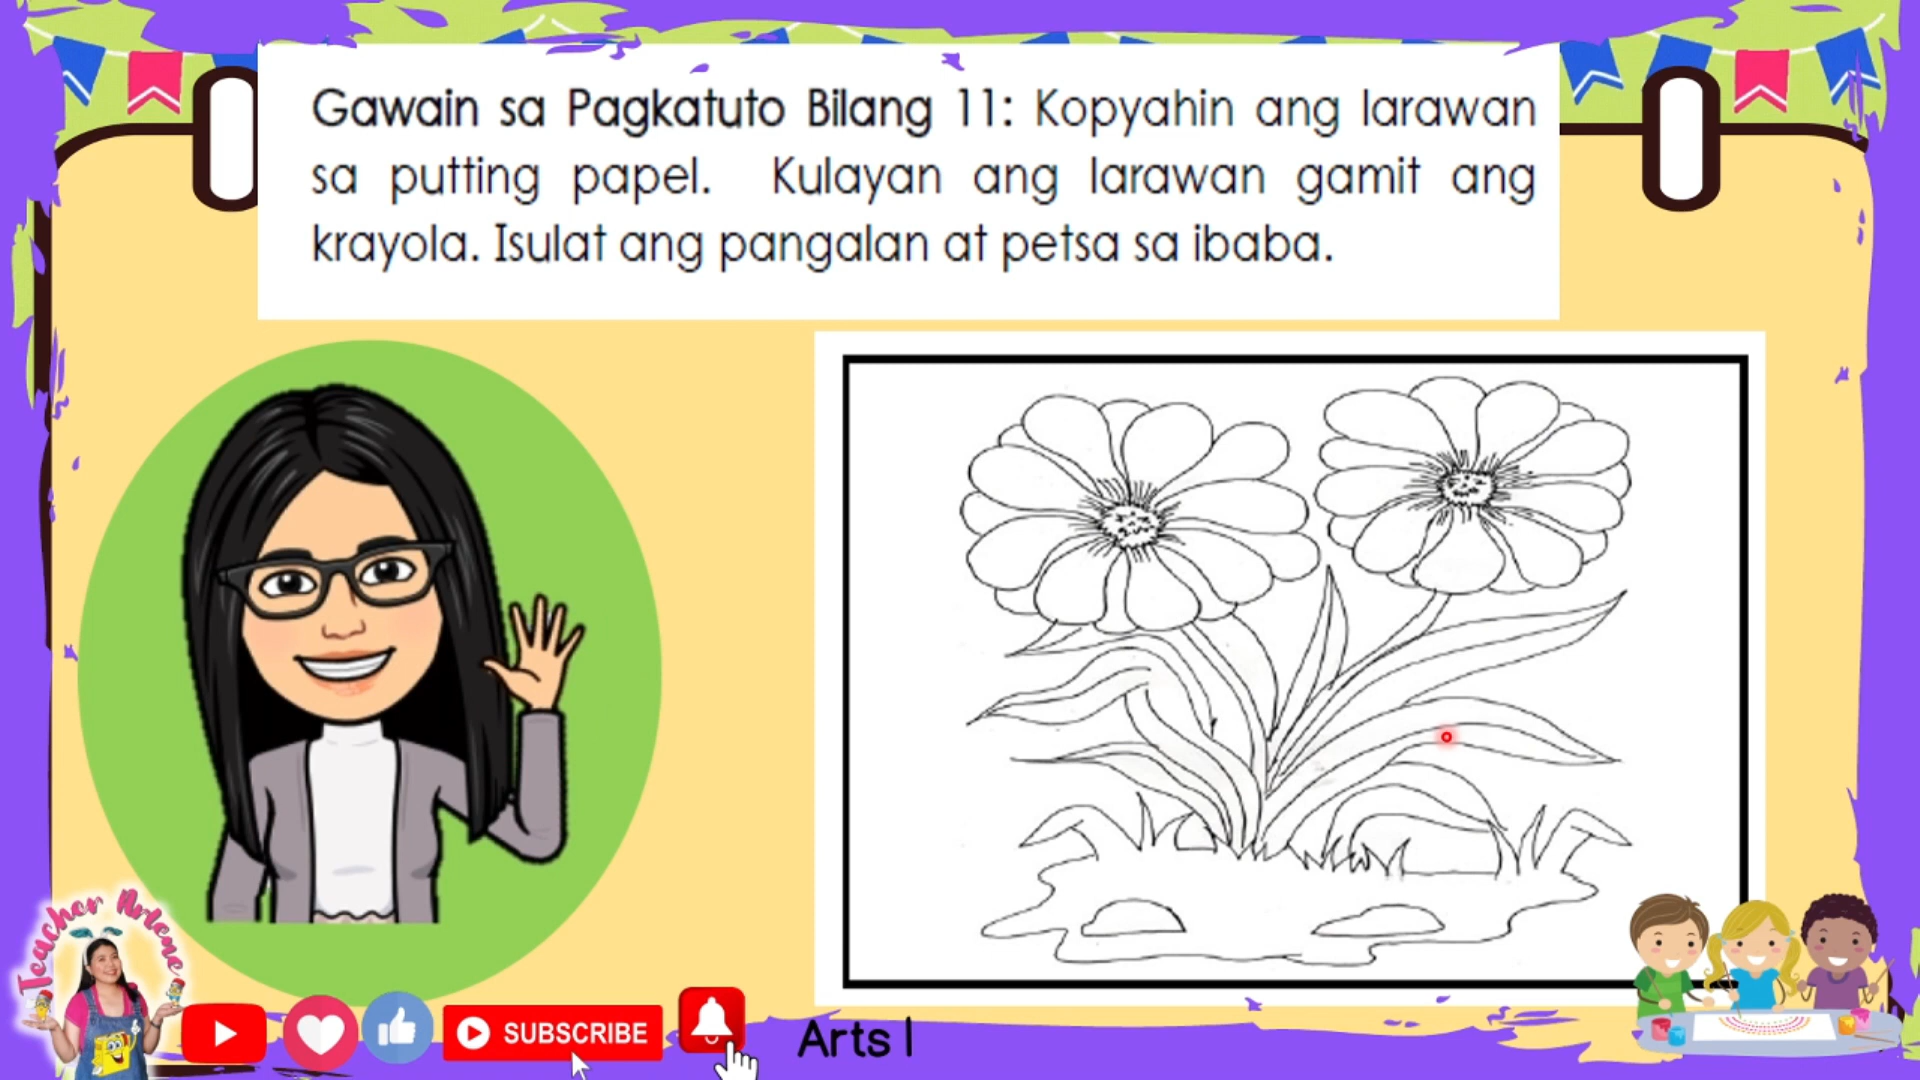 Gawain sa Pagkatuto Bilang 11: Kopyahin ang larawan
sa putting papel. Kulayan ang larawan gamit ang
krayola. Isulat ang pangalan at petsa sa ibaba.
Teacher Arlene
SUBSCRIBE
Arts I